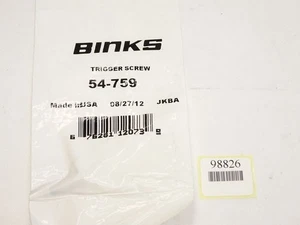 BINKS
TRIGGER SCREW
54-759
Made in USA 08/27/12 JKBA
98826